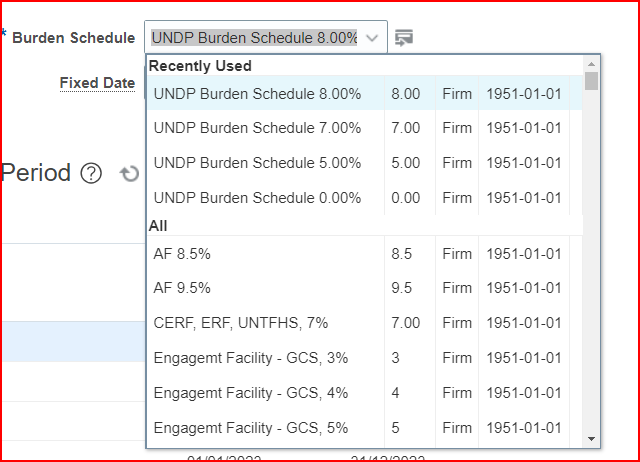 * Burden Schedule UNDP Burden Schedule 8.00%
Fixed Date
Period ?
Recently Used
UNDP Burden Schedule 8.00% 8.00 Firm 1951-01-01
UNDP Burden Schedule 7.00% 7.00 Firm 1951-01-01
UNDP Burden Schedule 5.00% 5.00 Firm 1951-01-01
UNDP Burden Schedule 0.00% 0.00 Firm 1951-01-01
All
AF 8.5% 8.5 Firm 1951-01-01
AF 9.5% 9.5 Firm 1951-01-01
CERF, ERF, UNTFHS, 7% 7.00 Firm 1951-01-01
Engagemt Facility - GCS, 3% 3 Firm 1951-01-01
Engagemt Facility - GCS, 4% 4 Firm 1951-01-01
Engagemt Facility - GCS, 5% 5 Firm 1951-01-01